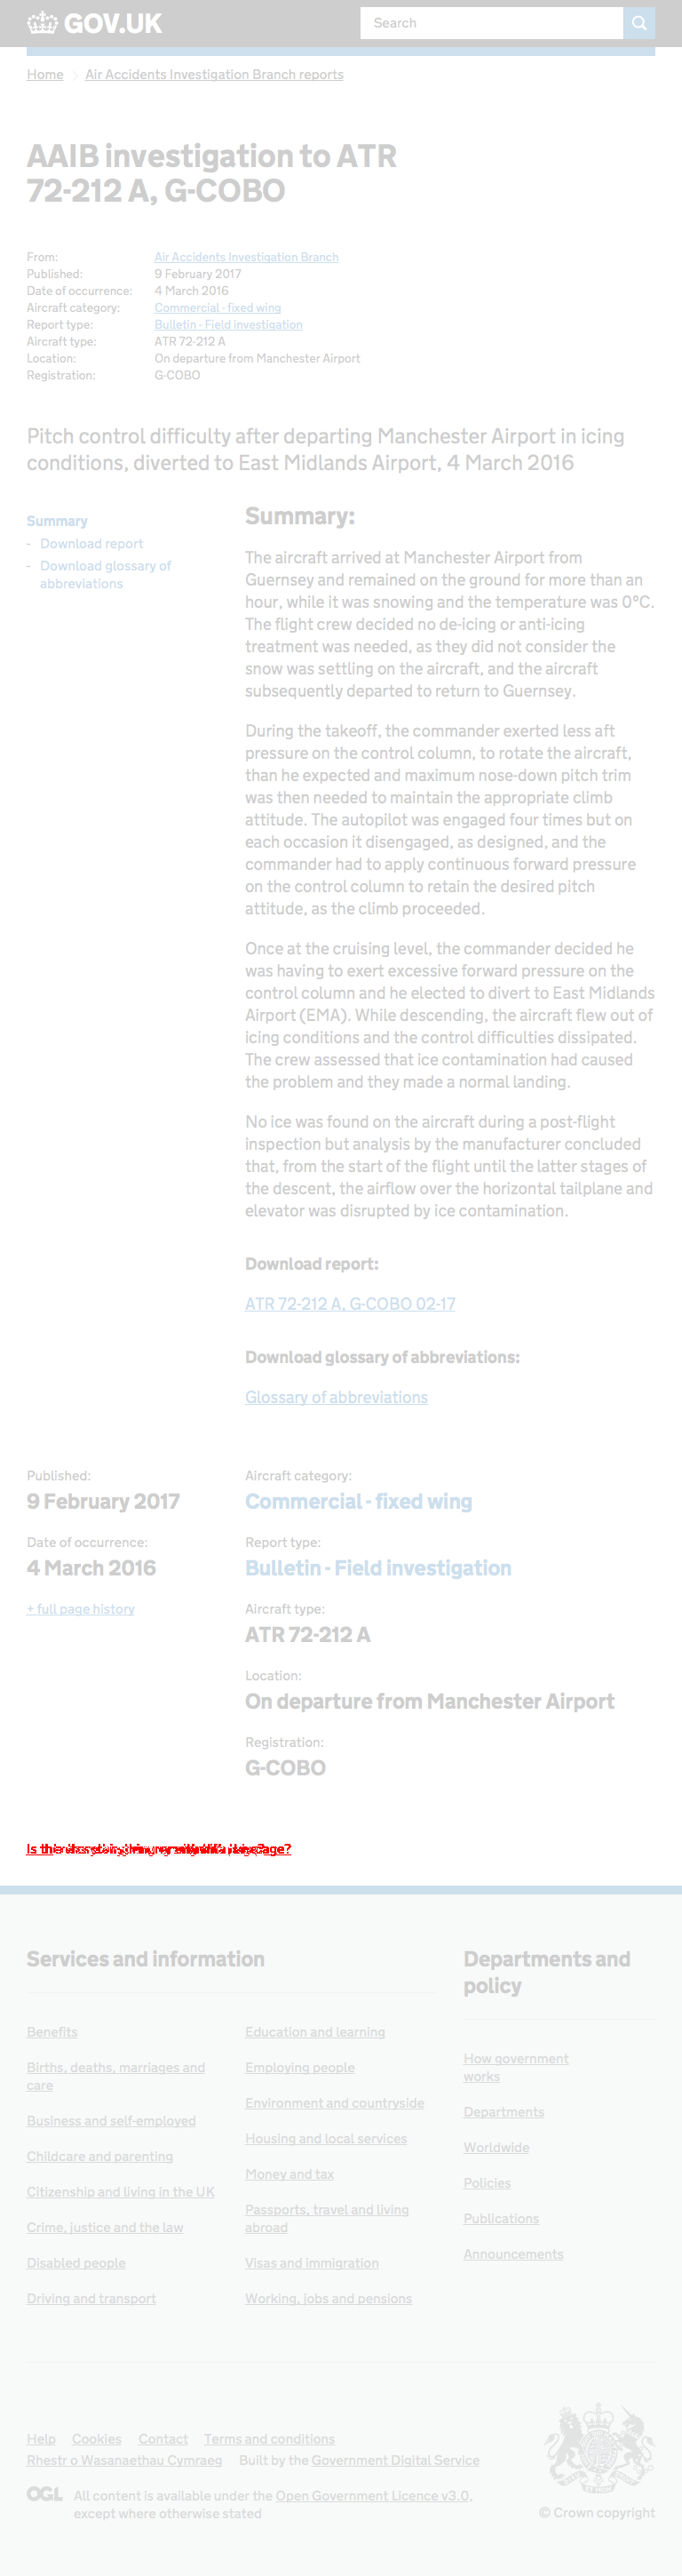 GOV.UK
Search
Home
Air Accidents Investigation Branch reports
AAIB investigation to ATR
72-212 A, G-COBO
From: Air Accidents Investigation Branch
Published: 9 February 2017
Date of occurrence: 4 March 2016
Aircraft category: Commercial - fixed wing
Report type: Bulletin - Field investigation
Aircraft type: ATR 72-212 A
Location: On departure from Manchester Airport
Registration: G-COBO
Pitch control difficulty after departing Manchester Airport in icing
conditions, diverted to East Midlands Airport, 4 March 2016
Summary
- Download report
- Download glossary of
abbreviations
Summary:
The aircraft arrived at Manchester Airport from
Guernsey and remained on the ground for more than an
hour, while it was snowing and the temperature was 0°C.
The flight crew decided no de-icing or anti-icing
treatment was needed, as they did not consider the
snow was settling on the aircraft, and the aircraft
subsequently departed to return to Guernsey.
During the takeoff, the commander exerted less aft
pressure on the control column, to rotate the aircraft,
than he expected and maximum nose-down pitch trim
was then needed to maintain the appropriate climb
attitude. The autopilot was engaged four times but on
each occasion it disengaged, as designed, and the
commander had to apply continuous forward pressure
on the control column to retain the desired pitch
attitude, as the climb proceeded.
Once at the cruising level, the commander decided he
was having to exert excessive forward pressure on the
control column and he elected to divert to East Midlands
Airport (EMA). While descending, the aircraft flew out of
icing conditions and the control difficulties dissipated.
The crew assessed that ice contamination had caused
the problem and they made a normal landing.
No ice was found on the aircraft during a post-flight
inspection but analysis by the manufacturer concluded
that, from the start of the flight until the latter stages of
the descent, the airflow over the horizontal tailplane and
elevator was disrupted by ice contamination.
Download report:
ATR 72-212 A, G-COBO 02-17
Download glossary of abbreviations:
Glossary of abbreviations
Published:
9 February 2017
Date of occurrence:
4 March 2016
+ full page history
Aircraft category:
Commercial - fixed wing
Report type:
Bulletin - Field investigation
Aircraft type:
ATR 72-212 A
Location:
On departure from Manchester Airport
Registration:
G-COBO
Services and information
Benefits
Births, deaths, marriages and
care
Business and self-employed
Childcare and parenting
Citizenship and living in the UK
Crime, justice and the law
Disabled people
Driving and transport
Education and learning
Employing people
Environment and countryside
Housing and local services
Money and tax
Passports, travel and living
abroad
Visas and immigration
Working, jobs and pensions
Departments and
policy
How government
works
Departments
Worldwide
Policies
Publications
Announcements
Help Cookies Contact Terms and conditions
Rhestr o Wasanaethau Cymraeg Built by the Government Digital Service
OGL All content is available under the Open Government Licence v3.0,
except where otherwise stated
© Crown copyright